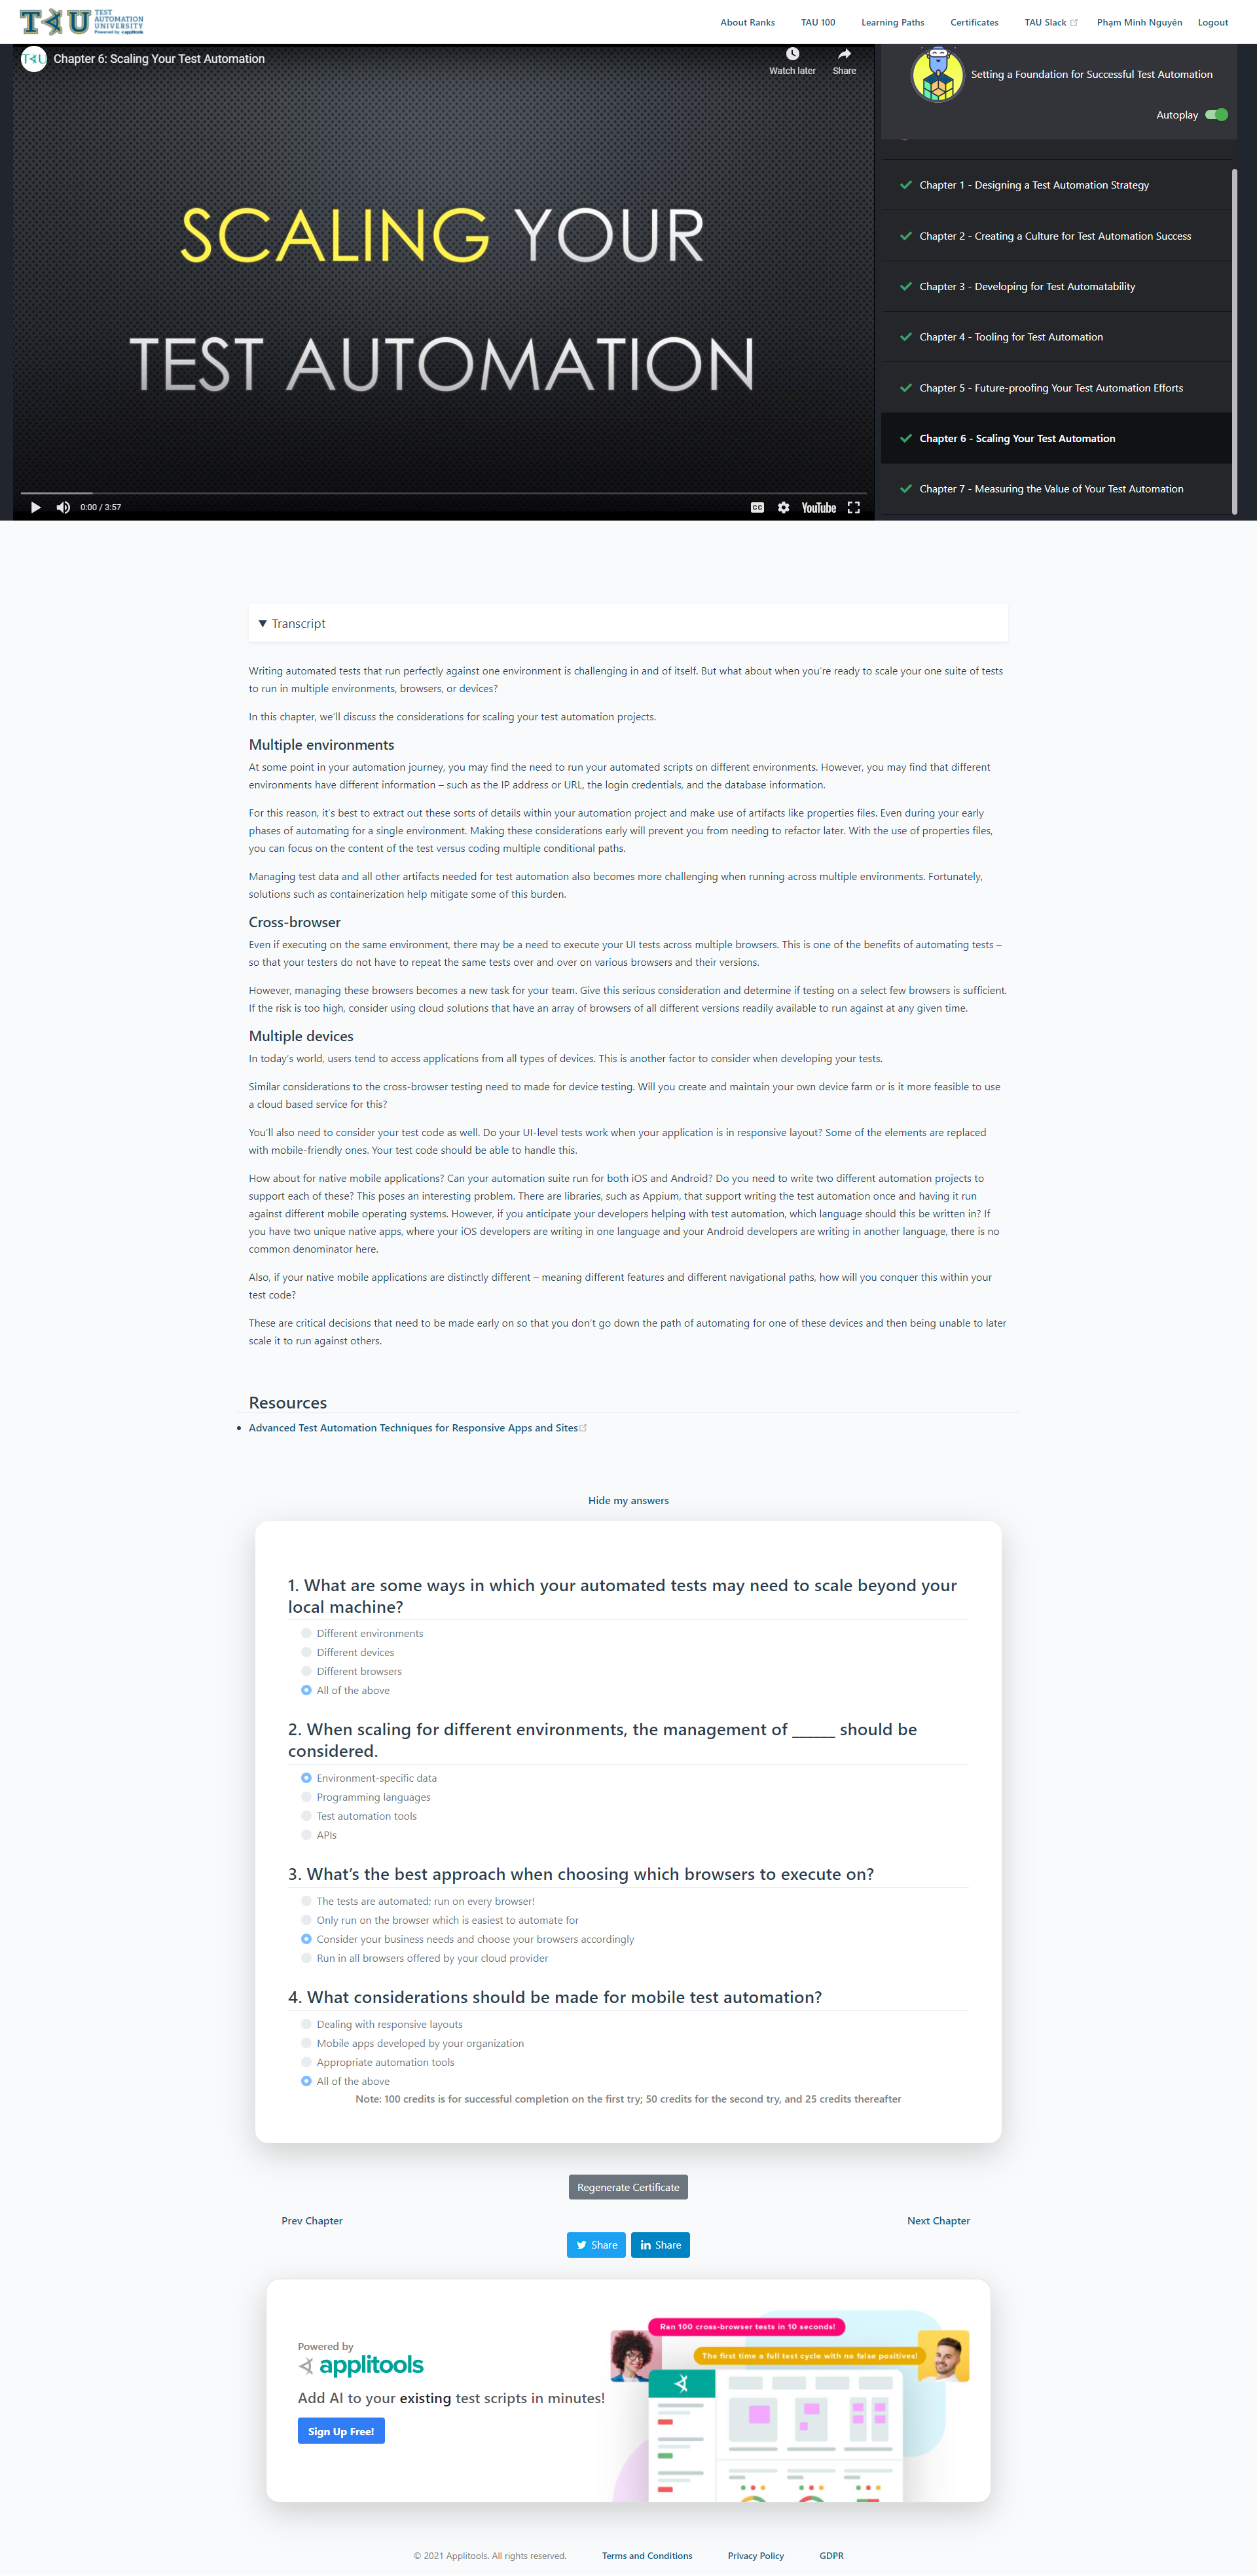 TAU TEST AUTOMATION UNIVERSITY
Powered by applitools
About Ranks
TAU 100
Learning Paths
Certificates
TAU Slack
Phạm Minh Nguyên
Logout
TAU
Chapter 6: Scaling Your Test Automation
Watch later
Share
SCALING YOUR
TEST AUTOMATION
0:00 / 3:57
CC
YouTube
Setting a Foundation for Successful Test Automation
Autoplay
Chapter 1 - Designing a Test Automation Strategy
Chapter 2 - Creating a Culture for Test Automation Success
Chapter 3 - Developing for Test Automatability
Chapter 4 - Tooling for Test Automation
Chapter 5 - Future-proofing Your Test Automation Efforts
Chapter 6 - Scaling Your Test Automation
Chapter 7 - Measuring the Value of Your Test Automation
Transcript
Writing automated tests that run perfectly against one environment is challenging in and of itself. But what about when you're ready to scale your one suite of tests
to run in multiple environments, browsers, or devices?
In this chapter, we'll discuss the considerations for scaling your test automation projects.
Multiple environments
At some point in your automation journey, you may find the need to run your automated scripts on different environments. However, you may find that different
environments have different information – such as the IP address or URL, the login credentials, and the database information.
For this reason, it's best to extract out these sorts of details within your automation project and make use of artifacts like properties files. Even during your early
phases of automating for a single environment. Making these considerations early will prevent you from needing to refactor later. With the use of properties files,
you can focus on the content of the test versus coding multiple conditional paths.
Managing test data and all other artifacts needed for test automation also becomes more challenging when running across multiple environments. Fortunately,
solutions such as containerization help mitigate some of this burden.
Cross-browser
Even if executing on the same environment, there may be a need to execute your UI tests across multiple browsers. This is one of the benefits of automating tests –
so that your testers do not have to repeat the same tests over and over on various browsers and their versions.
However, managing these browsers becomes a new task for your team. Give this serious consideration and determine if testing on a select few browsers is sufficient.
If the risk is too high, consider using cloud solutions that have an array of browsers of all different versions readily available to run against at any given time.
Multiple devices
In today's world, users tend to access applications from all types of devices. This is another factor to consider when developing your tests.
Similar considerations to the cross-browser testing need to made for device testing. Will you create and maintain your own device farm or is it more feasible to use
a cloud based service for this?
You'll also need to consider your test code as well. Do your UI-level tests work when your application is in responsive layout? Some of the elements are replaced
with mobile-friendly ones. Your test code should be able to handle this.
How about for native mobile applications? Can your automation suite run for both iOS and Android? Do you need to write two different automation projects to
support each of these? This poses an interesting problem. There are libraries, such as Appium, that support writing the test automation once and having it run
against different mobile operating systems. However, if you anticipate your developers helping with test automation, which language should this be written in? If
you have two unique native apps, where your iOS developers are writing in one language and your Android developers are writing in another language, there is no
common denominator here.
Also, if your native mobile applications are distinctly different – meaning different features and different navigational paths, how will you conquer this within your
test code?
These are critical decisions that need to be made early on so that you don't go down the path of automating for one of these devices and then being unable to later
scale it to run against others.
Resources
• Advanced Test Automation Techniques for Responsive Apps and Sites
Hide my answers
1. What are some ways in which your automated tests may need to scale beyond your
local machine?
Different environments
Different devices
Different browsers
All of the above
2. When scaling for different environments, the management of ______ should be
considered.
Environment-specific data
Programming languages
Test automation tools
APIs
3. What's the best approach when choosing which browsers to execute on?
The tests are automated; run on every browser!
Only run on the browser which is easiest to automate for
Consider your business needs and choose your browsers accordingly
Run in all browsers offered by your cloud provider
4. What considerations should be made for mobile test automation?
Dealing with responsive layouts
Mobile apps developed by your organization
Appropriate automation tools
All of the above
Note: 100 credits is for successful completion on the first try; 50 credits for the second try, and 25 credits thereafter
Regenerate Certificate
Prev Chapter
Next Chapter
Share
in Share
Powered by
applitools
Add AI to your existing test scripts in minutes!
Sign Up Free!
Ran 100 cross-browser tests in 10 seconds!
The first time a full test cycle with no false positives!
© 2021 Applitools. All rights reserved.
Terms and Conditions
Privacy Policy
GDPR